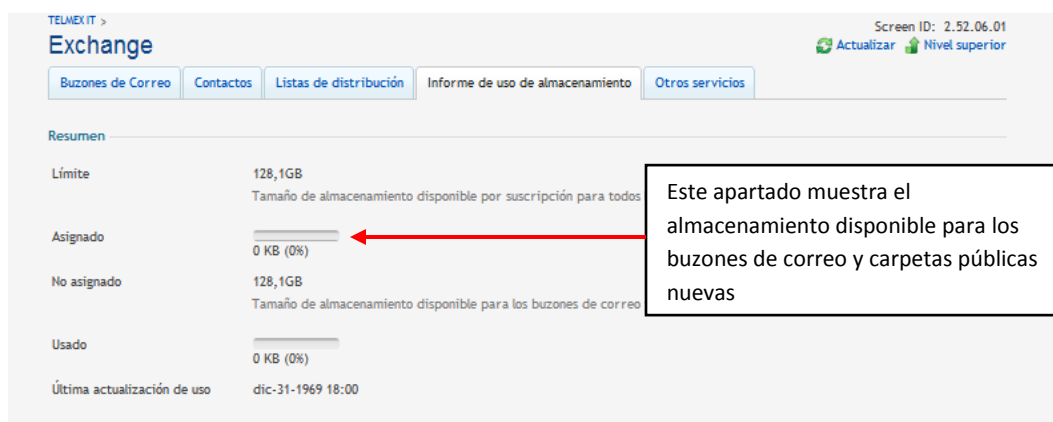 TELMEX IT >
Screen ID: 2.52.06.01
Exchange
Actualizar Nivel superior
Buzones de Correo Contactos Listas de distribución Informe de uso de almacenamiento Otros servicios
Resumen
Límite 128,1GB
Tamaño de almacenamiento disponible por suscripción para todos
Asignado
0 KB (0%)
No asignado 128,1GB
Tamaño de almacenamiento disponible para los buzones de correo
Usado
0 KB (0%)
Última actualización de uso dic-31-1969 18:00
Este apartado muestra el
almacenamiento disponible para los
buzones de correo y carpetas públicas
nuevas